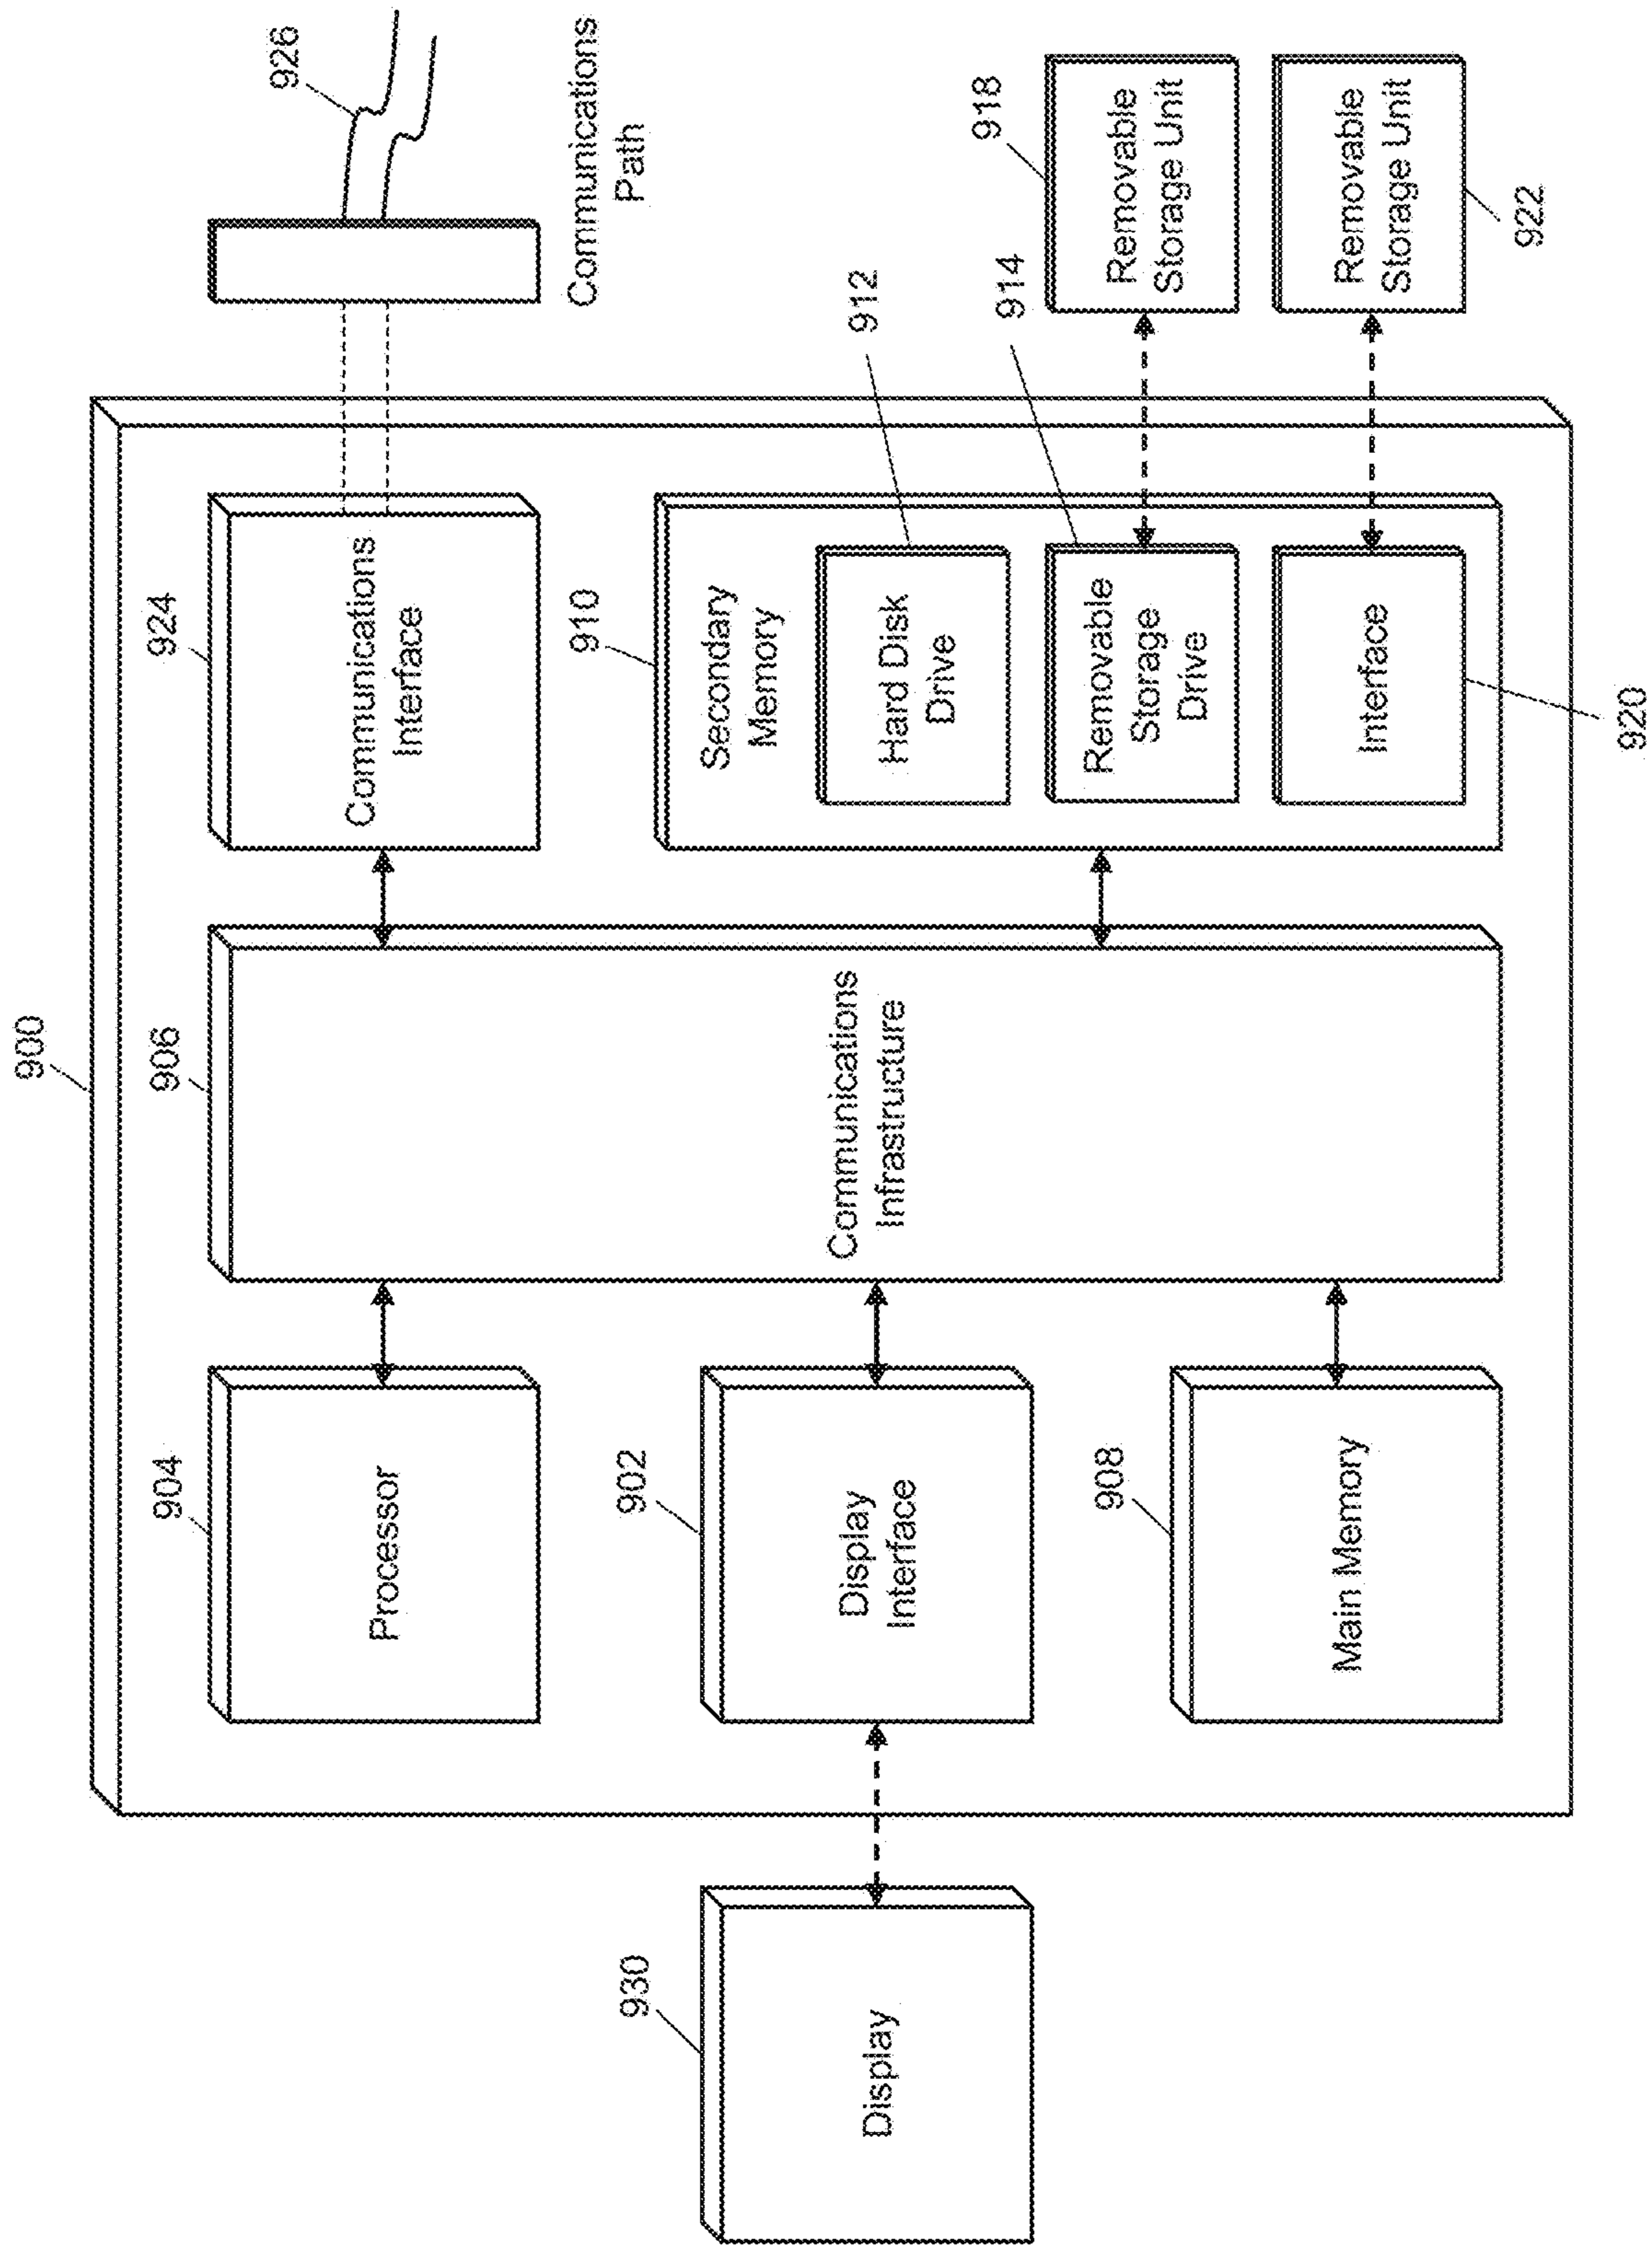 900
904
Processor
906
Communications
Infrastructure
924
Communications
Interface
926
Communications
Path
930
Display
902
Display
Interface
910
Secondary
Memory
912
Hard Disk
Drive
914
Removable
Storage
Drive
918
Removable
Storage Unit
908
Main Memory
Interface
920
Removable
Storage Unit
922